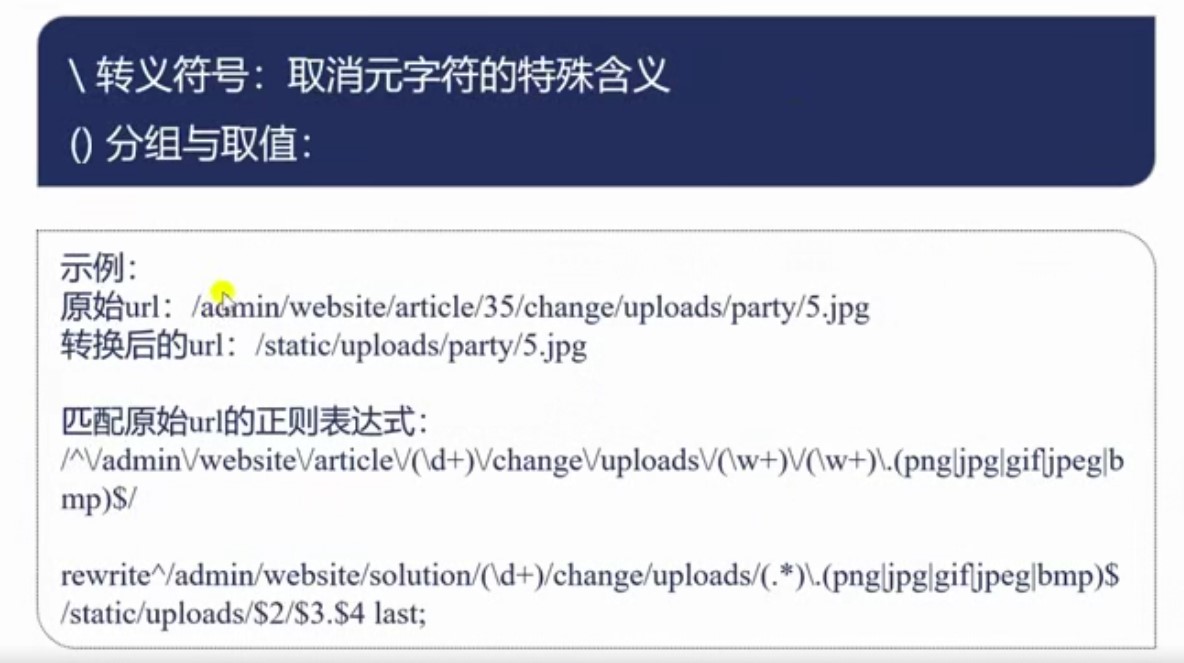 \ 转义符号：取消元字符的特殊含义
() 分组与取值：
示例：
原始url：/admin/website/article/35/change/uploads/party/5.jpg
转换后的url：/static/uploads/party/5.jpg
匹配原始url的正则表达式：
/^\/admin\/website\/article\/(\d+)\/change\/uploads\/(\w+)\/(\w+)\.(png|jpg|gif|jpeg|b
mp)$/
rewrite^/admin/website/solution/(\d+)/change/uploads/(.*)\.(png|jpg|gif|jpeg|bmp)$
/static/uploads/$2/$3.$4 last;